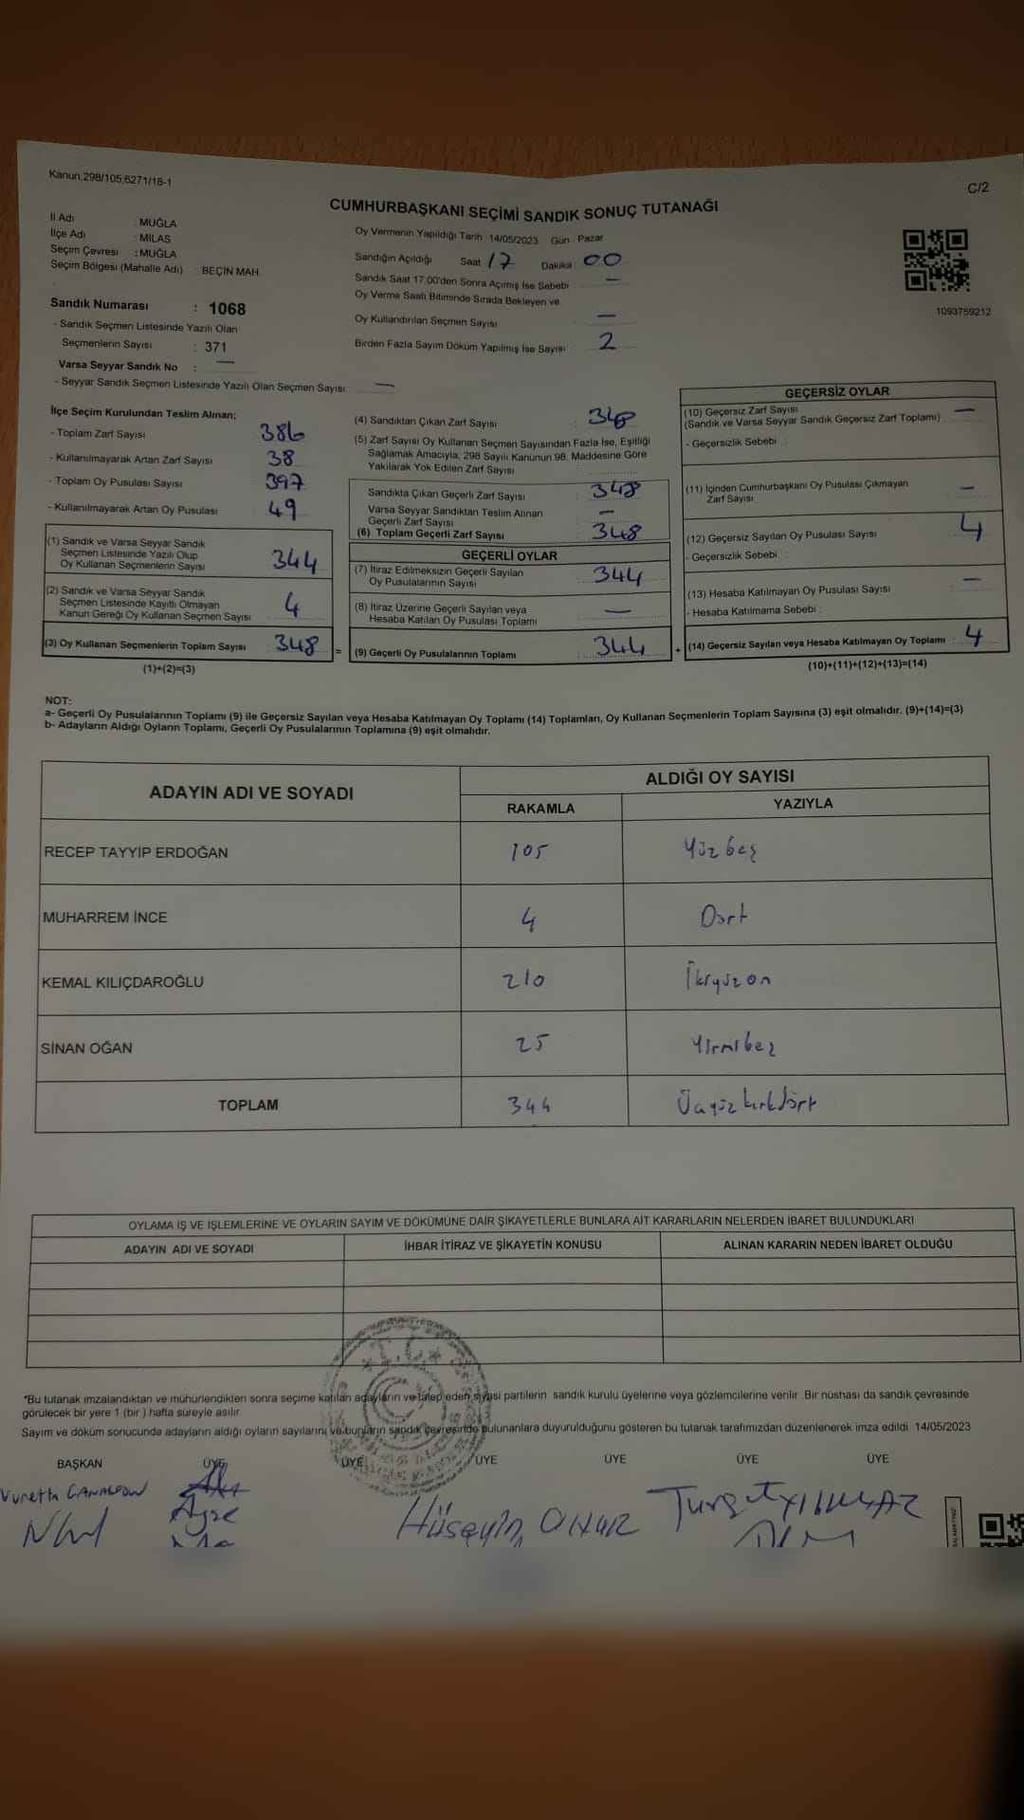 Kanun.298/105;6271/18-1
C/2
CUMHURBAŞKANI SEÇİMİ SANDIK SONUÇ TUTANAĞI
İl Adı : MUĞLA
İlçe Adı : MİLAS
Seçim Çevresi : MUĞLA
Seçim Bölgesi (Mahalle Adı) BEÇİN MAH.
Sandık Numarası : 1068
- Sandık Seçmen Listesinde Yazılı Olan
Seçmenlerin Sayısı : 371
Varsa Seyyar Sandık No : —
- Seyyar Sandık Seçmen Listesinde Yazılı Olan Seçmen Sayısı: —
Oy Vermenin Yapıldığı Tarih 14/05/2023 Gün : Pazar
Sandığın Açıldığı Saat 17 Dakika : 00
Sandık Saat 17:00'den Sonra Açılmış İse Sebebi : —
Oy Verme Saati Bitiminde Sırada Bekleyen ve
Oy Kullandırılan Seçmen Sayısı —
Birden Fazla Sayım Döküm Yapılmış İse Sayısı 2
1093759212
İlçe Seçim Kurulundan Teslim Alınan;
- Toplam Zarf Sayısı 386
- Kullanılmayarak Artan Zarf Sayısı 38
- Toplam Oy Pusulası Sayısı 397
- Kullanılmayarak Artan Oy Pusulası 49
(1) Sandık ve Varsa Seyyar Sandık
Seçmen Listesinde Yazılı Olup
Oy Kullanan Seçmenlerin Sayısı 344
(2) Sandık ve Varsa Seyyar Sandık
Seçmen Listesinde Kayıtlı Olmayan
Kanun Gereği Oy Kullanan Seçmen Sayısı 4
(3) Oy Kullanan Seçmenlerin Toplam Sayısı 348 =
(1)+(2)=(3)
(4) Sandıktan Çıkan Zarf Sayısı : 348
(5) Zarf Sayısı Oy Kullanan Seçmen Sayısından Fazla İse, Eşitliği
Sağlamak Amacıyla, 298 Sayılı Kanunun 98. Maddesine Göre
Yakılarak Yok Edilen Zarf Sayısı
Sandıkta Çıkan Geçerli Zarf Sayısı 348
Varsa Seyyar Sandıktan Teslim Alınan
Geçerli Zarf Sayısı —
(6) Toplam Geçerli Zarf Sayısı 348
GEÇERLİ OYLAR
(7) İtiraz Edilmeksizin Geçerli Sayılan
Oy Pusulalarının Sayısı 344
(8) İtiraz Üzerine Geçerli Sayılan veya
Hesaba Katılan Oy Pusulası Toplamı —
(9) Geçerli Oy Pusulalarının Toplamı 344 +
GEÇERSİZ OYLAR
(10) Geçersiz Zarf Sayısı —
(Sandık ve Varsa Seyyar Sandık Geçersiz Zarf Toplamı)
- Geçersizlik Sebebi :
(11) İçinden Cumhurbaşkanı Oy Pusulası Çıkmayan
Zarf Sayısı —
(12) Geçersiz Sayılan Oy Pusulası Sayısı 4
- Geçersizlik Sebebi :
(13) Hesaba Katılmayan Oy Pusulası Sayısı —
- Hesaba Katılmama Sebebi :
(14) Geçersiz Sayılan veya Hesaba Katılmayan Oy Toplamı 4
(10)+(11)+(12)+(13)=(14)
NOT:
a- Geçerli Oy Pusulalarının Toplamı (9) ile Geçersiz Sayılan veya Hesaba Katılmayan Oy Toplamı (14) Toplamları, Oy Kullanan Seçmenlerin Toplam Sayısına (3) eşit olmalıdır. (9)+(14)=(3)
b- Adayların Aldığı Oyların Toplamı, Geçerli Oy Pusulalarının Toplamına (9) eşit olmalıdır.
ADAYIN ADI VE SOYADI
ALDIĞI OY SAYISI
RAKAMLA YAZIYLA
RECEP TAYYİP ERDOĞAN 105 Yüzbeş
MUHARREM İNCE 4 Dört
KEMAL KILIÇDAROĞLU 210 İkiyüzon
SİNAN OĞAN 25 Yirmibeş
TOPLAM 344 Üçyüzkırkdört
OYLAMA İŞ VE İŞLEMLERİNE VE OYLARIN SAYIM VE DÖKÜMÜNE DAİR ŞİKAYETLERLE BUNLARA AİT KARARLARIN NELERDEN İBARET BULUNDUKLARI
ADAYIN ADI VE SOYADI İHBAR İTİRAZ VE ŞİKAYETİN KONUSU ALINAN KARARIN NEDEN İBARET OLDUĞU
T.C.
*Bu tutanak imzalandıktan ve mühürlendikten sonra seçime katılan adayların ve talep eden siyasi partilerin sandık kurulu üyelerine veya gözlemcilerine verilir. Bir nüshası da sandık çevresinde
görülecek bir yere 1 (bir) hafta süreyle asılır.
Sayım ve döküm sonucunda adayların aldığı oyların sayılarını ve bunların sandık çevresinde bulunanlara duyurulduğunu gösteren bu tutanak tarafımızdan düzenlenerek imza edildi. 14/05/2023
BAŞKAN ÜYE ÜYE ÜYE ÜYE ÜYE ÜYE
Ayşe
Hüseyin ONUR
Turgut YILMAZ